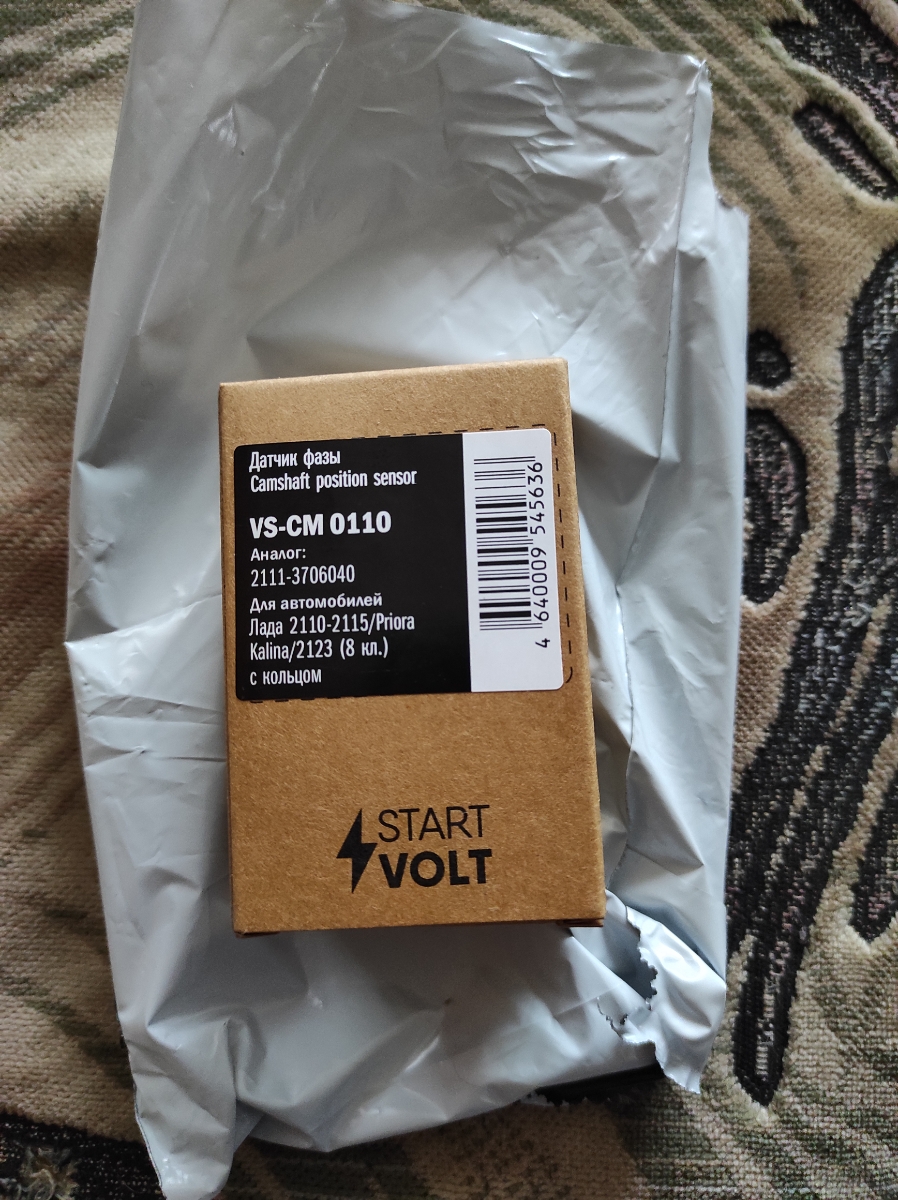 Датчик фазы
Camshaft position sensor
VS-CM 0110
Аналог:
2111-3706040
Для автомобилей
Лада 2110-2115/Priora
Kalina/2123 (8 кл.)
с кольцом
4 640009 545636
START
VOLT